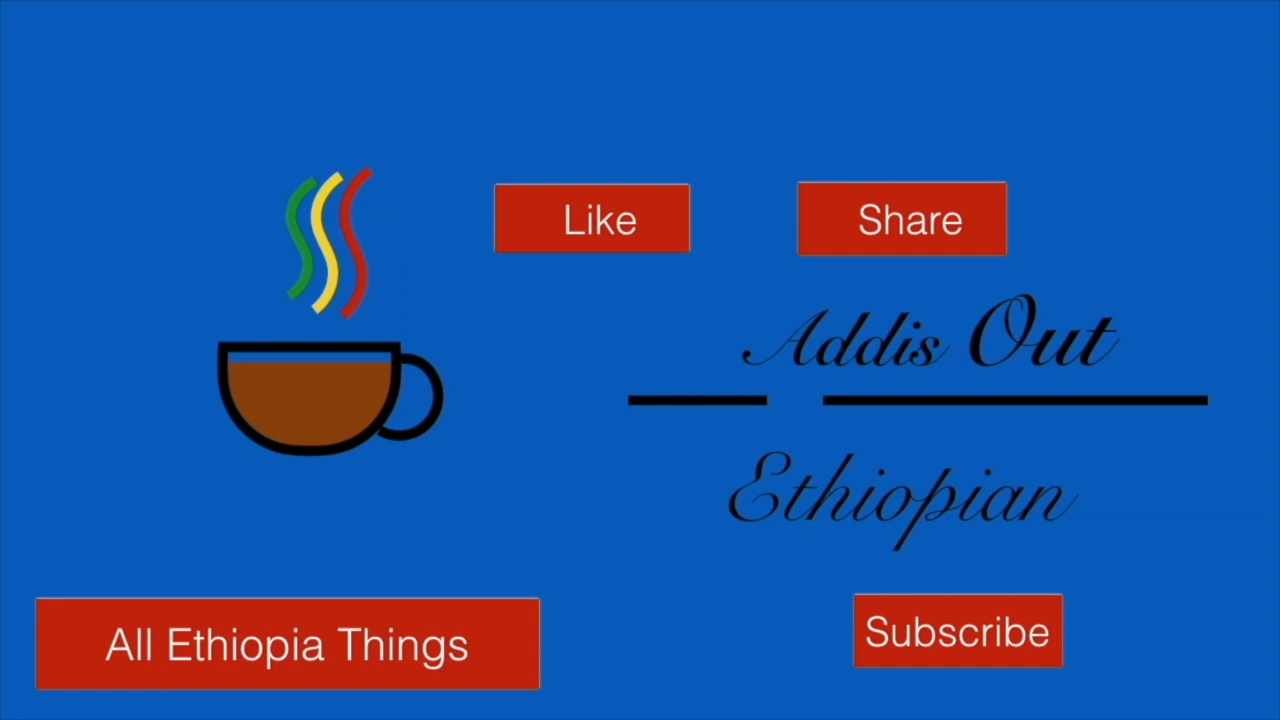 Like
Share
Addis Out
Ethiopian
All Ethiopia Things
Subscribe